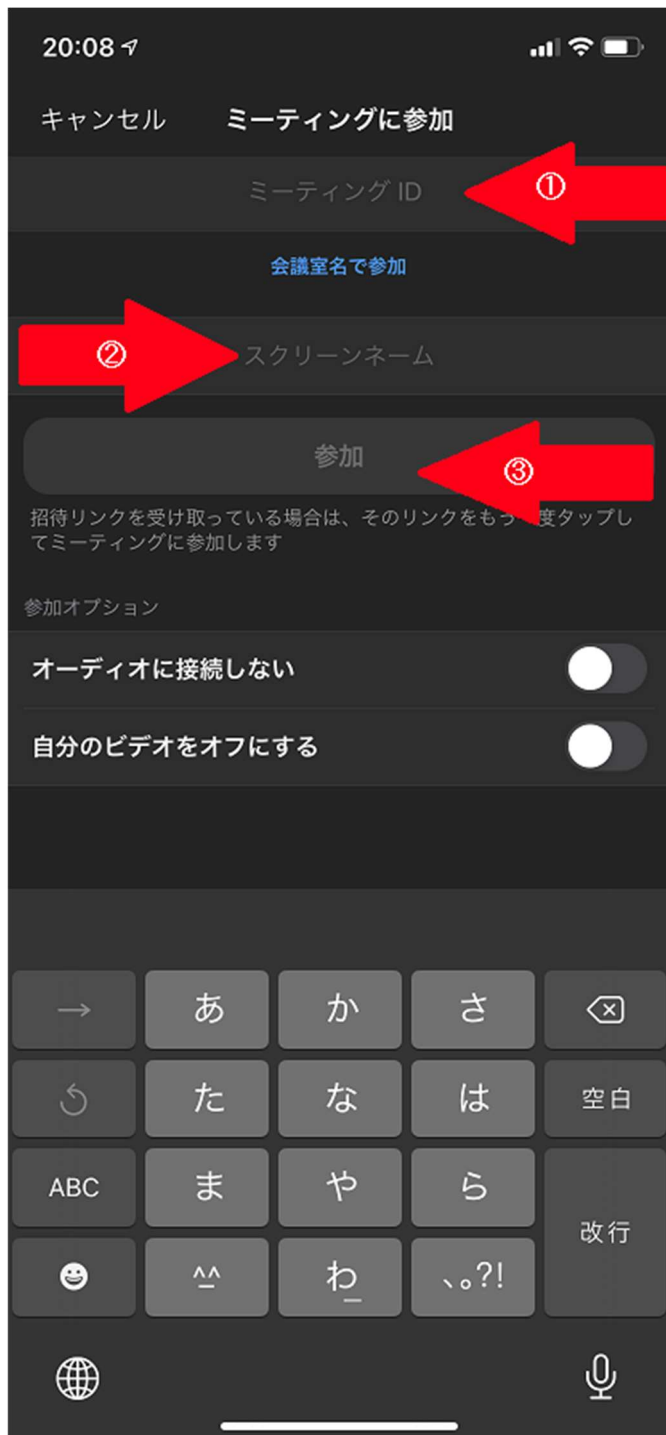 20:08
キャンセル ミーティングに参加
ミーティング ID ①
会議室名で参加
② スクリーンネーム
参加 ③
招待リンクを受け取っている場合は、そのリンクをもう 度タップし
てミーティングに参加します
参加オプション
オーディオに接続しない
自分のビデオをオフにする
→ あ か さ
た な は 空白
ABC ま や ら
改行
^^ わ 、。?!